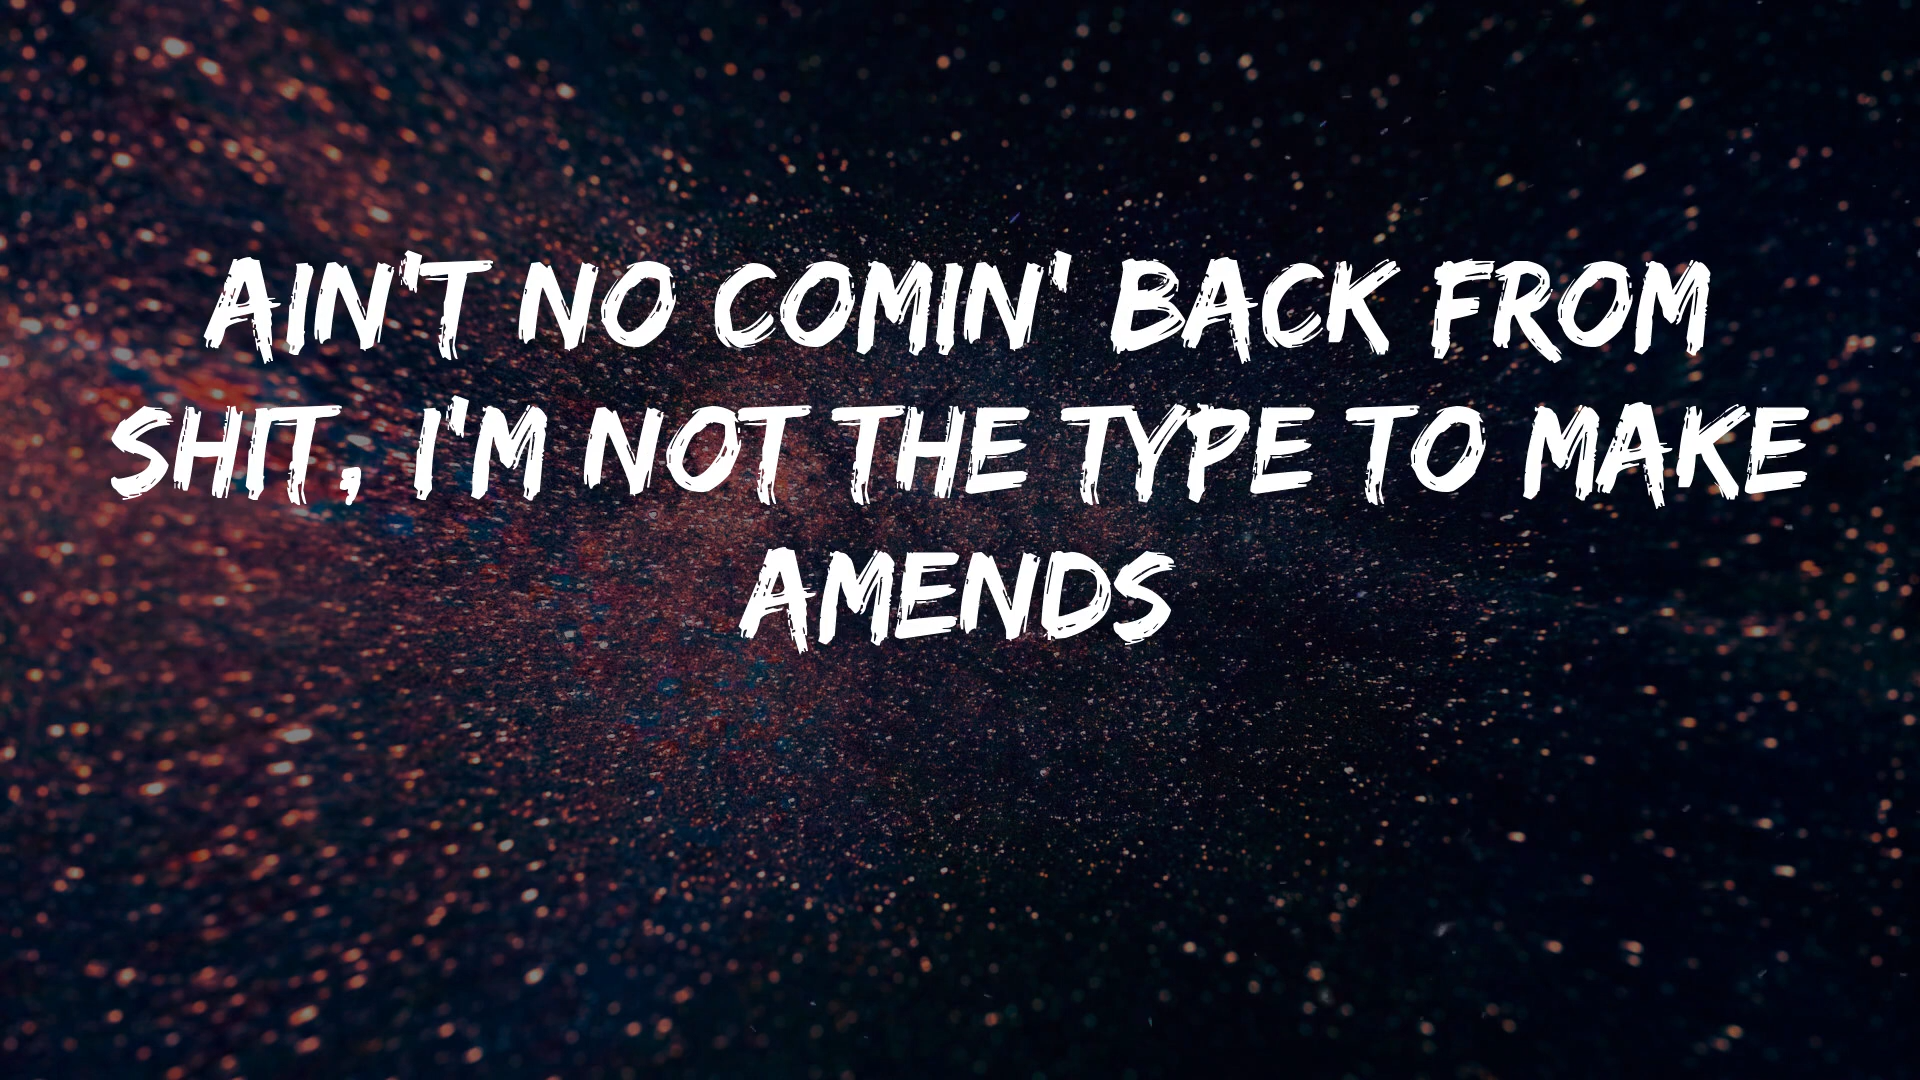 AIN'T NO COMIN' BACK FROM
SHIT, I'M NOT THE TYPE TO MAKE
AMENDS